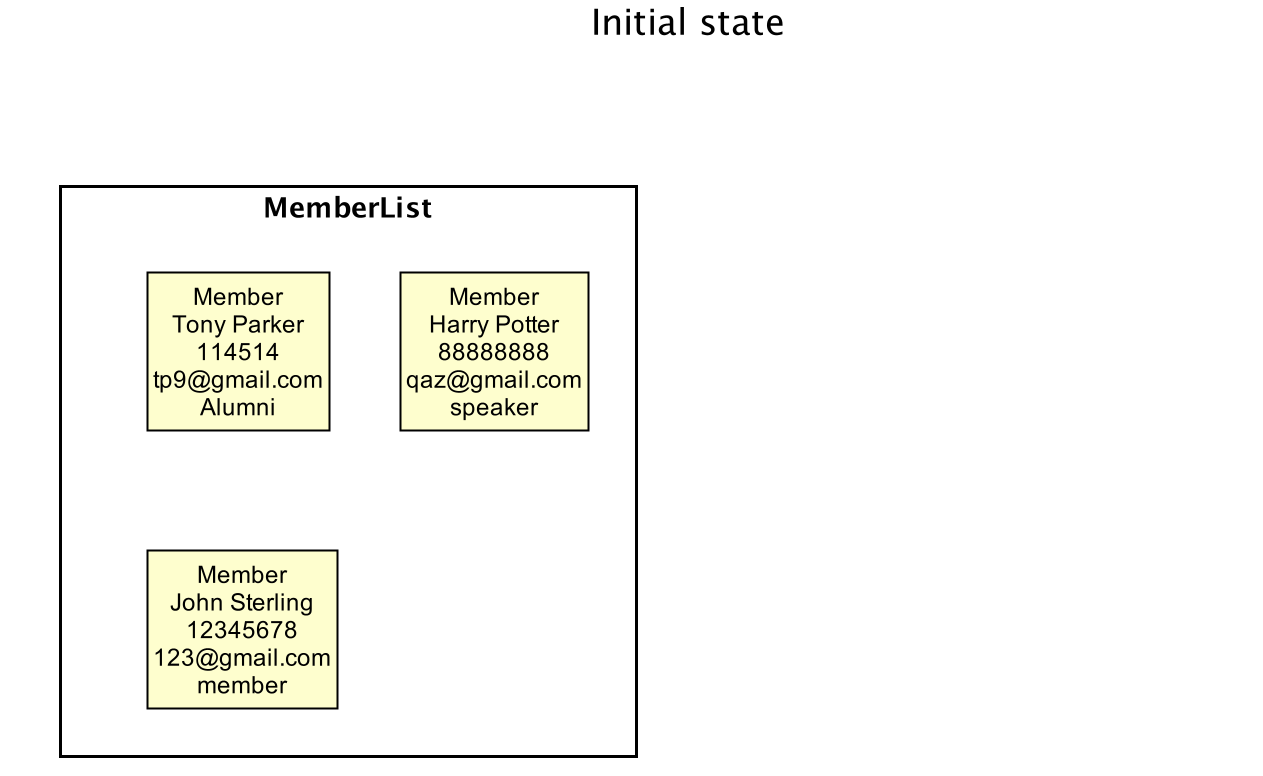 Initial state
MemberList
Member
Tony Parker
114514
tp9@gmail.com
Alumni
Member
Harry Potter
88888888
qaz@gmail.com
speaker
Member
John Sterling
12345678
123@gmail.com
member